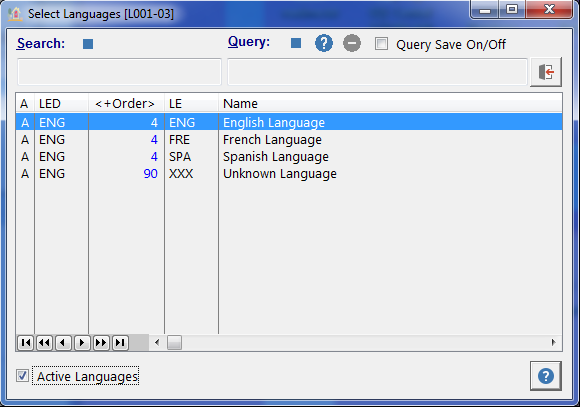 Select Languages [L001-03]
Search: Query: Query Save On/Off
A LED <+Order> LE Name
A ENG 4 ENG English Language
A ENG 4 FRE French Language
A ENG 4 SPA Spanish Language
A ENG 90 XXX Unknown Language
Active Languages